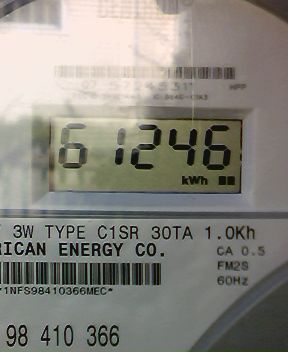 61246
kWh
3W TYPE C1SR 30TA 1.0Kh
RICAN ENERGY CO.
CA 0.5
FM2S
60Hz
*1NFS98410366MEC*
98 410 366